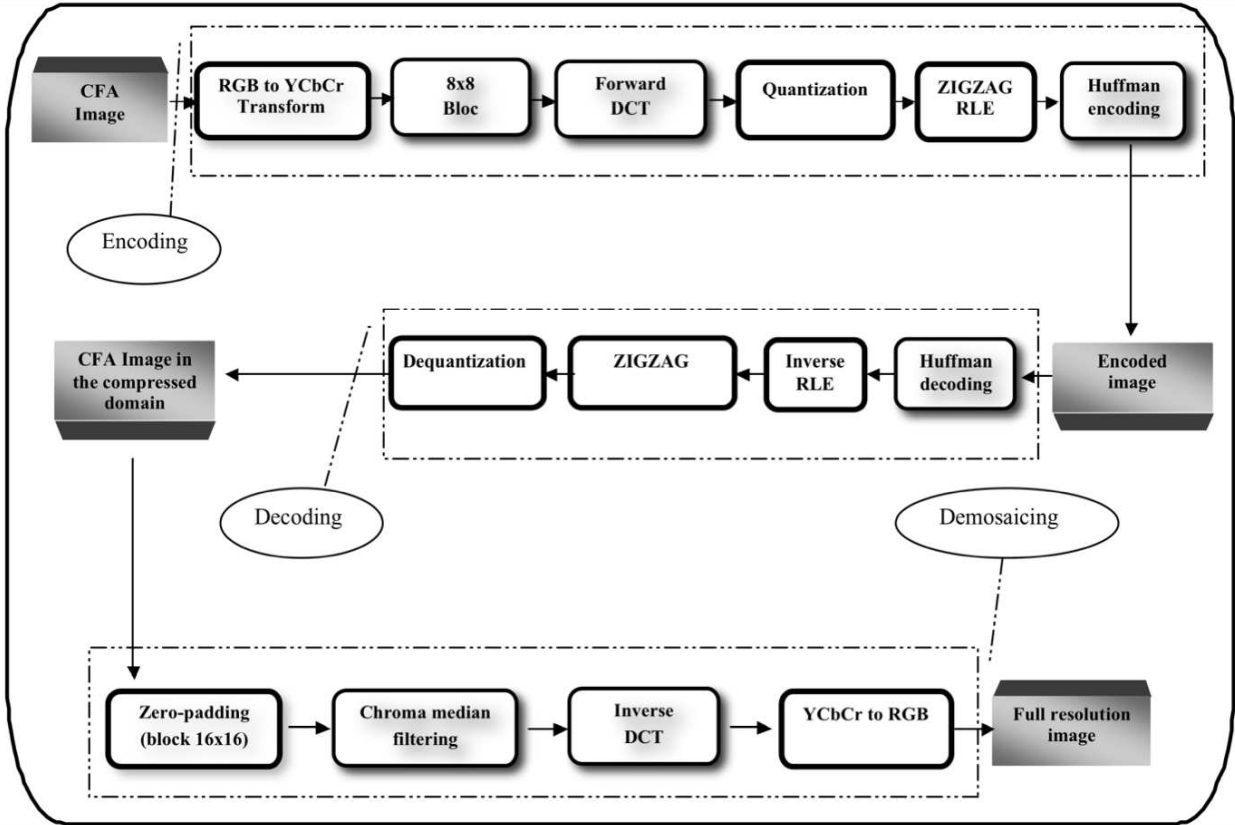 CFA
Image
RGB to YCbCr
Transform
8x8
Bloc
Forward
DCT
Quantization
ZIGZAG
RLE
Huffman
encoding
Encoding
CFA Image in
the compressed
domain
Dequantization
ZIGZAG
Inverse
RLE
Huffman
decoding
Encoded
image
Decoding
Demosaicing
Zero-padding
(block 16x16)
Chroma median
filtering
Inverse
DCT
YCbCr to RGB
Full resolution
image